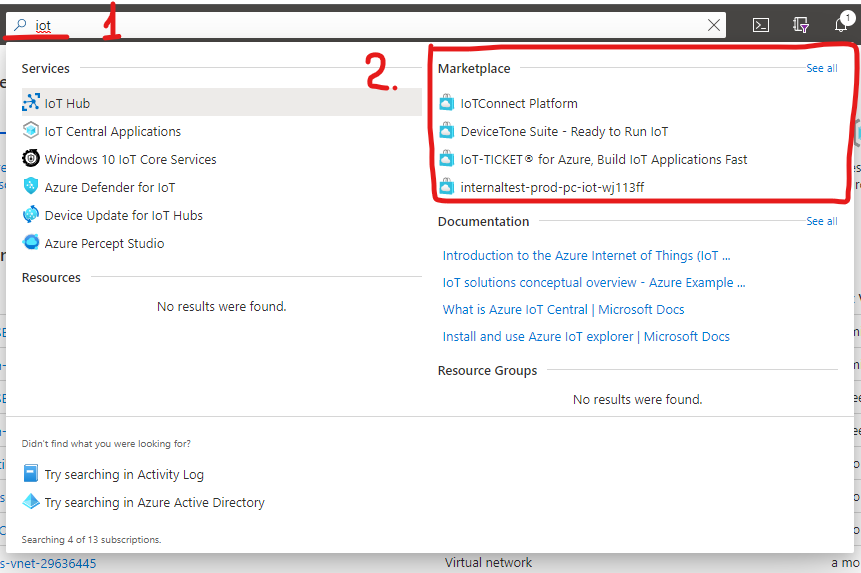 iot
1
1
Services
IoT Hub
IoT Central Applications
Windows 10 IoT Core Services
Azure Defender for IoT
Device Update for IoT Hubs
Azure Percept Studio
Resources
No results were found.
2.
Marketplace
See all
IoTConnect Platform
DeviceTone Suite - Ready to Run IoT
IoT-TICKET® for Azure, Build IoT Applications Fast
internaltest-prod-pc-iot-wj113ff
Documentation
See all
Introduction to the Azure Internet of Things (IoT ...
IoT solutions conceptual overview - Azure Example ...
What is Azure IoT Central | Microsoft Docs
Install and use Azure IoT explorer | Microsoft Docs
Resource Groups
No results were found.
Didn't find what you were looking for?
Try searching in Activity Log
Try searching in Azure Active Directory
Searching 4 of 13 subscriptions.
s-vnet-29636445
Virtual network
a mo